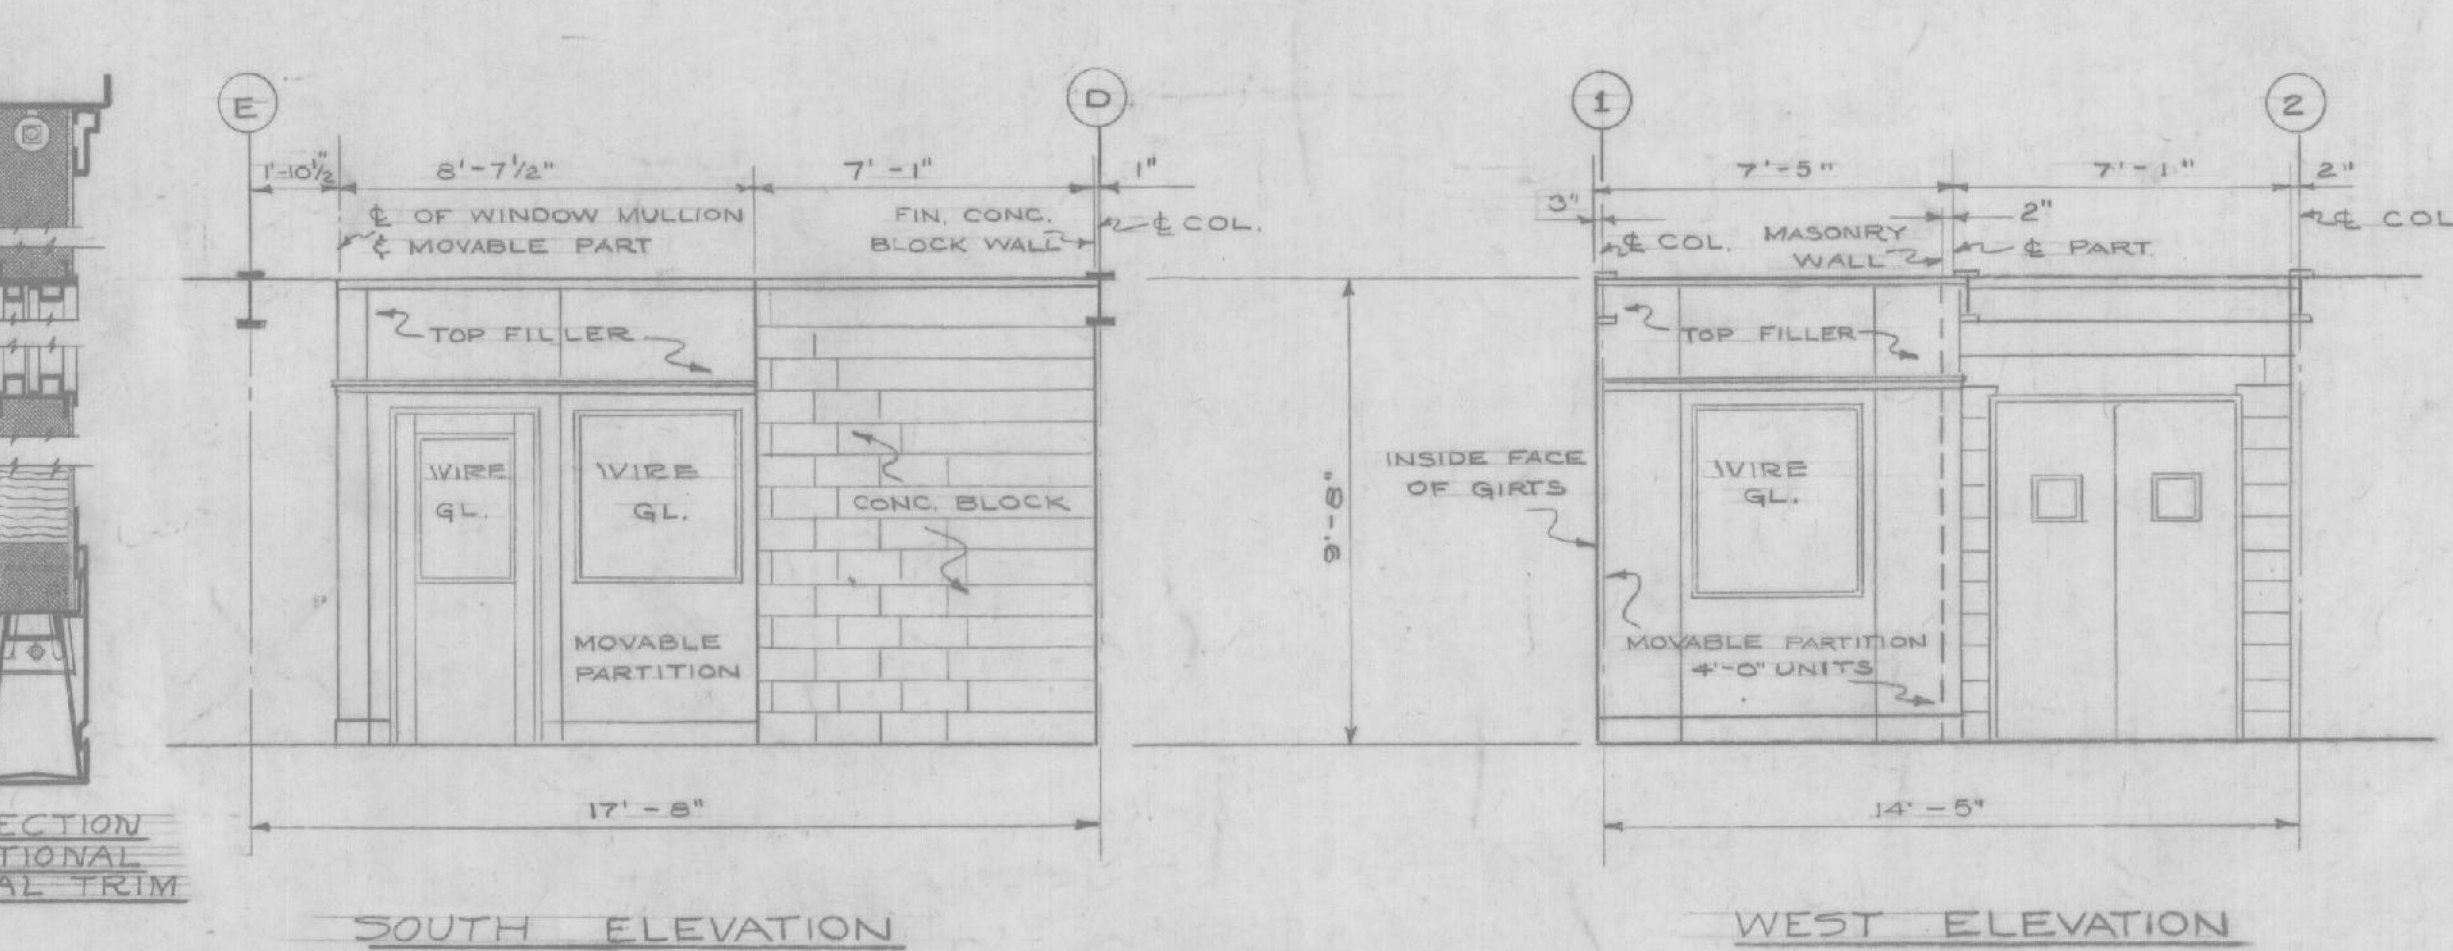 E
D
1'-10½"
8'-7½"
7'-1"
1"
℄ OF WINDOW MULLION
℄ MOVABLE PART
FIN. CONC.
BLOCK WALL
℄ COL.
TOP FILLER
WIRE
GL.
WIRE
GL.
CONC. BLOCK
MOVABLE
PARTITION
17'-8"
SOUTH ELEVATION
1
2
7'-5"
7'-1"
2"
3"
2"
℄ COL.
MASONRY
WALL
℄ PART.
℄ COL
TOP FILLER
9'-8"
INSIDE FACE
OF GIRTS
WIRE
GL.
MOVABLE PARTITION
4'-0" UNITS
14'-5"
WEST ELEVATION
ECTION
TIONAL
AL TRIM